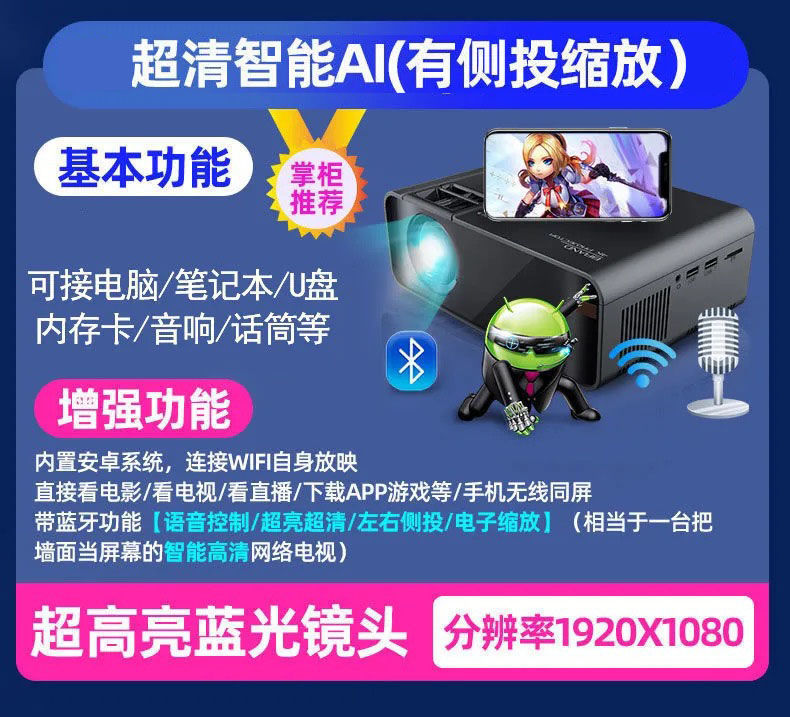 超清智能AI(有侧投缩放）
基本功能
掌柜
推荐
可接电脑/笔记本/U盘
内存卡/音响/话筒等
增强功能
内置安卓系统，连接WIFI自身放映
直接看电影/看电视/看直播/下载APP游戏等/手机无线同屏
带蓝牙功能【语音控制/超亮超清/左右侧投/电子缩放】（相当于一台把
墙面当屏幕的智能高清网络电视）
超高亮蓝光镜头
分辨率1920X1080